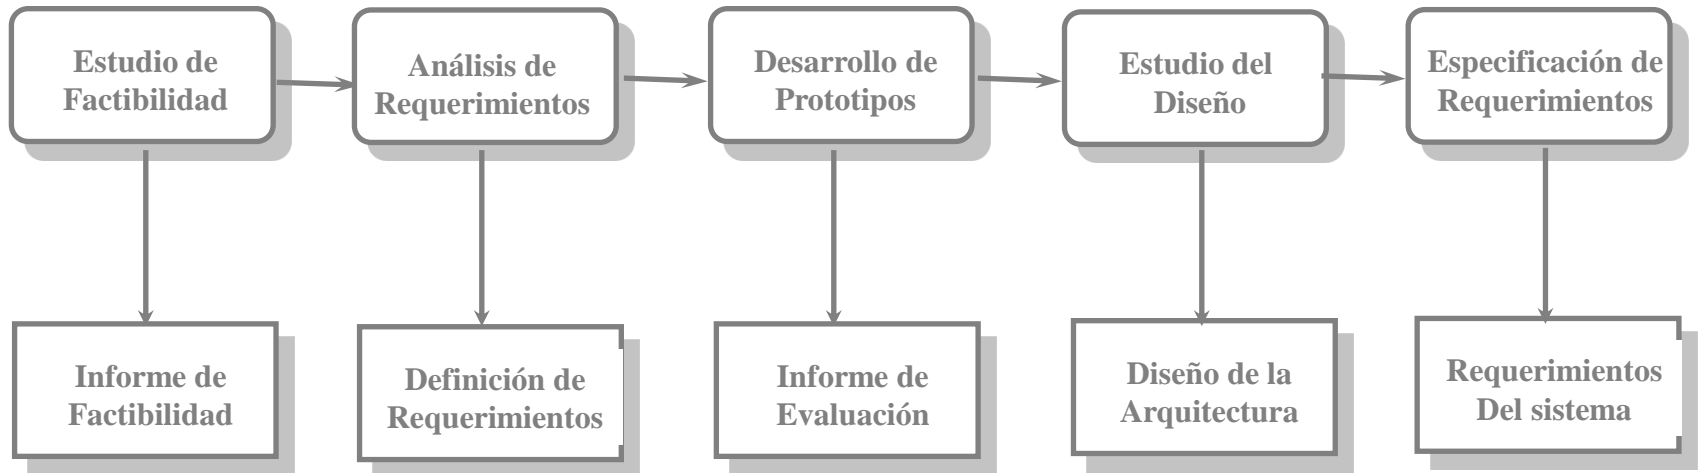 Estudio de
Factibilidad
Análisis de
Requerimientos
Desarrollo de
Prototipos
Estudio del
Diseño
Especificación de
Requerimientos
Informe de
Factibilidad
Definición de
Requerimientos
Informe de
Evaluación
Diseño de la
Arquitectura
Requerimientos
Del sistema